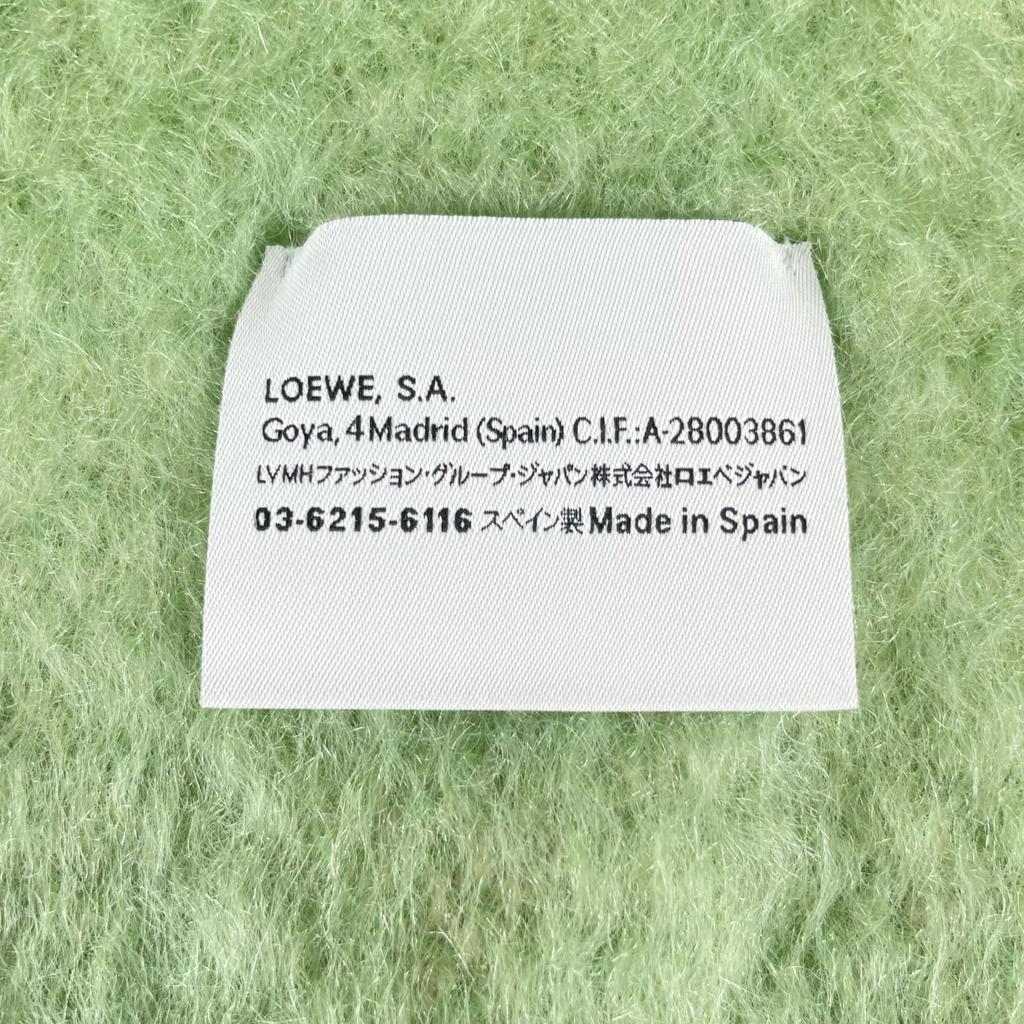 LOEWE, S.A.
Goya, 4 Madrid (Spain) C.I.F.:A-28003861
LVMHファッション・グループ・ジャパン株式会社ロエベジャパン
03-6215-6116 スペイン製 Made in Spain